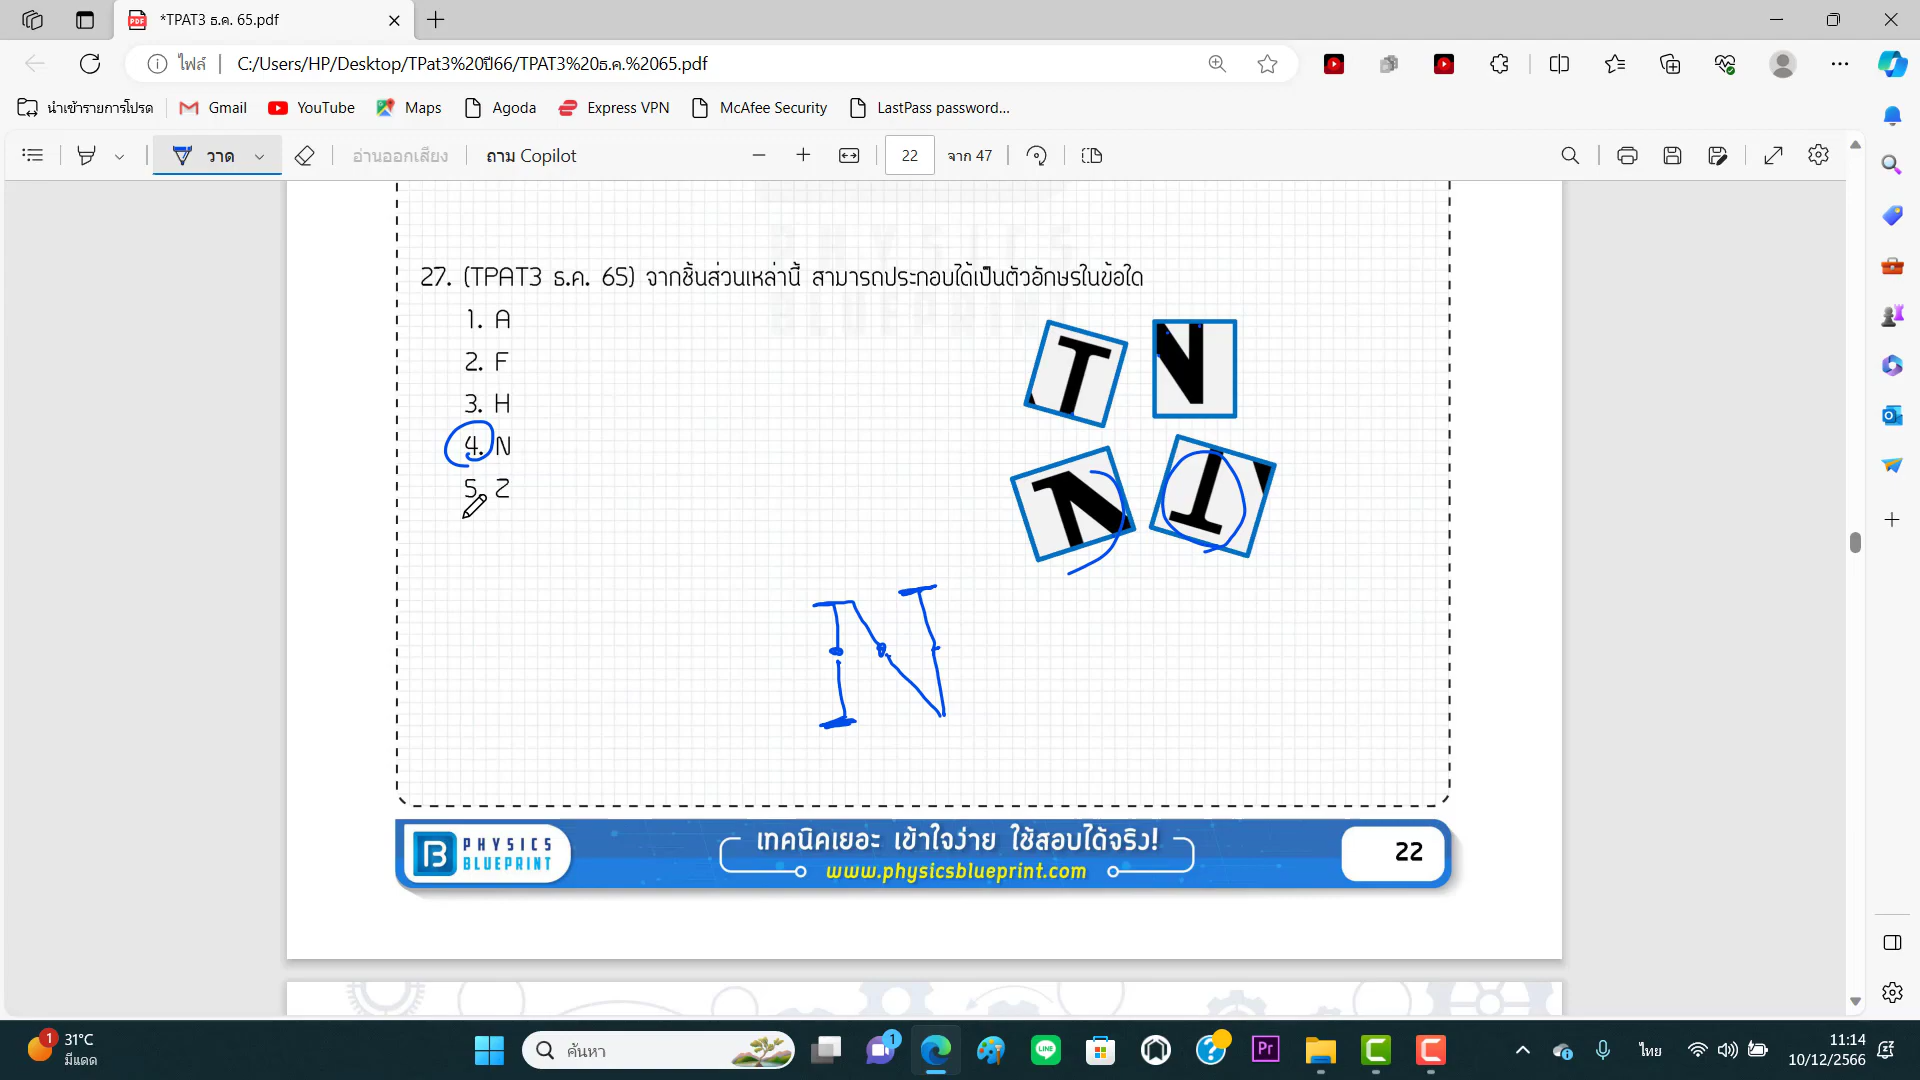 *TPAT3 ธ.ค. 65.pdf
ไฟล์
C:/Users/HP/Desktop/TPat3%20ปี66/TPAT3%20ธ.ค.%2065.pdf
นำเข้ารายการโปรด
Gmail
YouTube
Maps
Agoda
Express VPN
McAfee Security
LastPass password...
วาด
อ่านออกเสียง
ถาม Copilot
22
จาก 47
PHYSICS
BLUEPRINT
27. (TPAT3 ธ.ค. 65) จากชิ้นส่วนเหล่านี้ สามารถประกอบได้เป็นตัวอักษรในข้อใด
1. A
2. F
3. H
4. N
5. Z
N
PHYSICS
BLUEPRINT
เทคนิคเยอะ เข้าใจง่าย ใช้สอบได้จริง!
www.physicsblueprint.com
22
1
31°C
มีแดด
ค้นหา
1
LINE
Pr
ไทย
11:14
10/12/2566